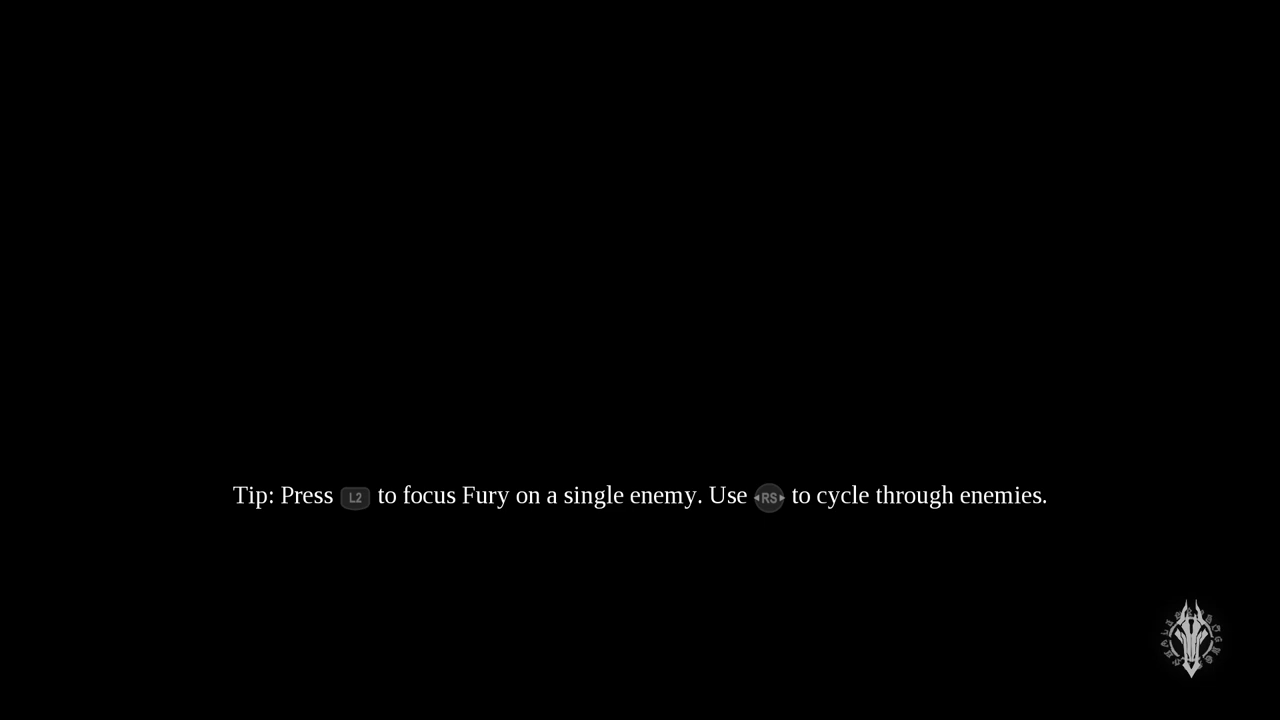 Tip: Press L2 to focus Fury on a single enemy. Use RS to cycle through enemies.